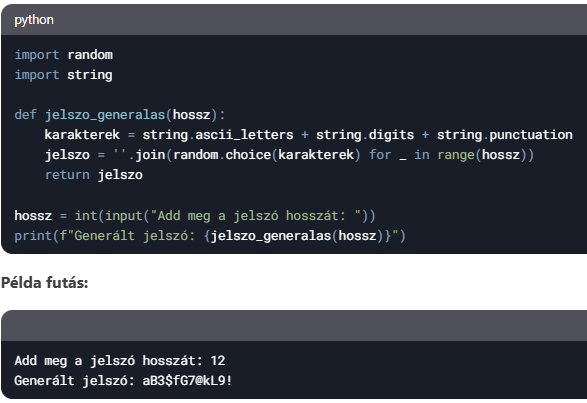 python
import random
import string
def jelszo_generalas(hossz):
    karakterek = string.ascii_letters + string.digits + string.punctuation
    jelszo = ''.join(random.choice(karakterek) for _ in range(hossz))
    return jelszo
hossz = int(input("Add meg a jelszó hosszát: "))
print(f"Generált jelszó: {jelszo_generalas(hossz)}")
Példa futás:
Add meg a jelszó hosszát: 12
Generált jelszó: aB3$fG7@kL9!